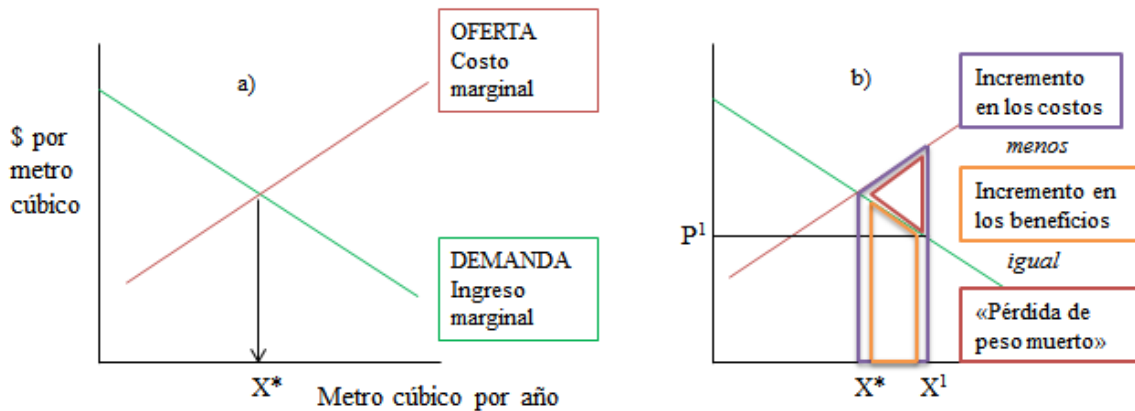 a)
OFERTA
Costo
marginal
$ por
metro
cúbico
DEMANDA
Ingreso
marginal
X*
Metro cúbico por año
b)
Incremento
en los costos
menos
Incremento en
los beneficios
igual
«Pérdida de
peso muerto»
P¹
X*
X¹